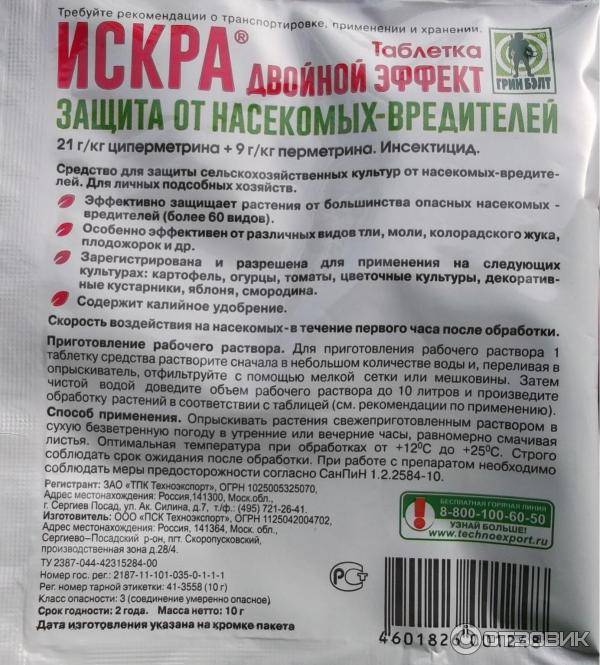 Требуйте рекомендации о транспортировке, применении и хранении.
ИСКРА® Таблетка
ДВОЙНОЙ ЭФФЕКТ
ГРИН БЭЛТ
ЗАЩИТА ОТ НАСЕКОМЫХ-ВРЕДИТЕЛЕЙ
21 г/кг циперметрина + 9 г/кг перметрина. Инсектицид.
Средство для защиты сельскохозяйственных культур от насекомых-вредите-
лей. Для личных подсобных хозяйств.
Эффективно защищает растения от большинства опасных насекомых -
вредителей (более 60 видов).
Особенно эффективен от различных видов тли, моли, колорадского жука,
плодожорок и др.
Зарегистрирована и разрешена для применения на следующих
культурах: картофель, огурцы, томаты, цветочные культуры, декоратив-
ные кустарники, яблоня, смородина.
Содержит калийное удобрение.
Скорость воздействия на насекомых - в течение первого часа после обработки.
Приготовление рабочего раствора. Для приготовления рабочего раствора 1
таблетку средства растворите сначала в небольшом количестве воды и, переливая в
опрыскиватель, отфильтруйте с помощью мелкой сетки или мешковины. Затем
чистой водой доведите объем рабочего раствора до 10 литров и произведите
обработку растений в соответствии с таблицей (см. рекомендации по применению).
Способ применения. Опрыскивать растения свежеприготовленным раствором в
сухую безветренную погоду в утренние или вечерние часы, равномерно смачивая
листья. Оптимальная температура при обработках от +12°С до +25°С. Строго
соблюдать срок ожидания после обработки. При работе с препаратом необходимо
соблюдать меры предосторожности согласно СанПиН 1.2.2584-10.
Регистрант: ЗАО «ТПК Техноэкспорт», ОГРН 1025005325070,
Адрес местонахождения: Россия,141300, Моск.обл.,
г. Сергиев Посад, ул. Ак. Силина, д.7, т./ф.: (495) 721-26-41.
Изготовитель: ООО «ПСК Техноэкспорт», ОГРН 1125042004702,
Адрес местонахождения: Россия, 141364, Моск. обл.,
Сергиево-Посадский р-он, пгт. Скоропусковский,
производственная зона д.28/4.
ТУ 2387-044-42315284-00
Номер гос. рег.: 2187-11-101-035-0-1-1-1
Рег. номер тарной этикетки: 41-3558 (10 г)
Класс опасности: 3 (соединение умеренно опасное)
Срок годности: 2 года. Масса нетто: 10 г
Дата изготовления указана на кромке пакета
БЕСПЛАТНАЯ ГОРЯЧАЯ ЛИНИЯ
8-800-100-60-50
УЗНАЙ БОЛЬШЕ!
www.technoexport.ru
РСТ
ОТЗОВИК